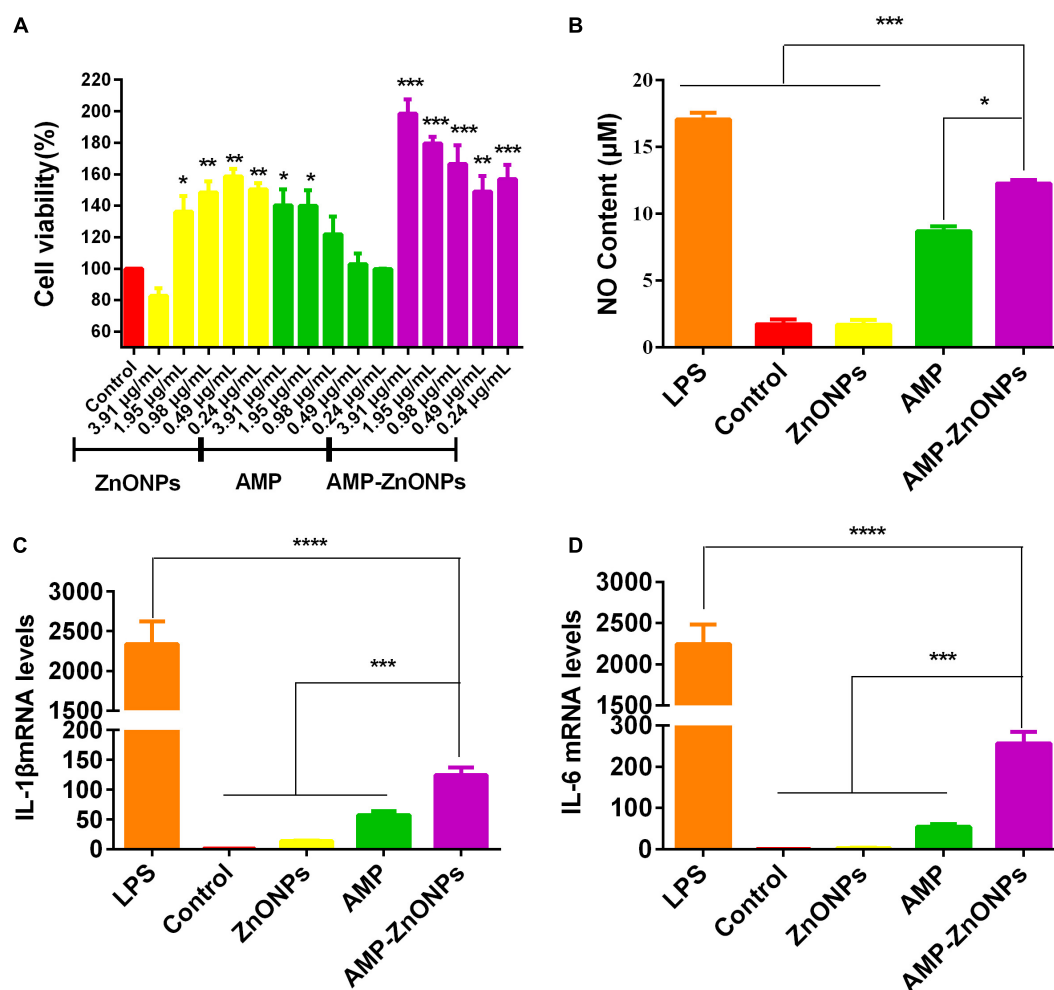 A
Cell viability(%)
220
200
180
160
140
120
100
80
60
*
**
**
**
*
*
***
***
***
**
***
Control
3.91 µg/mL
1.95 µg/mL
0.98 µg/mL
0.49 µg/mL
0.24 µg/mL
3.91 µg/mL
1.95 µg/mL
0.98 µg/mL
0.49 µg/mL
0.24 µg/mL
3.91 µg/mL
1.95 µg/mL
0.98 µg/mL
0.49 µg/mL
0.24 µg/mL
ZnONPs
AMP
AMP-ZnONPs
B
NO Content (µM)
20
15
10
5
0
***
*
LPS
Control
ZnONPs
AMP
AMP-ZnONPs
C
IL-1βmRNA levels
3000
2500
2000
1500
200
150
100
50
0
****
***
LPS
Control
ZnONPs
AMP
AMP-ZnONPs
D
IL-6 mRNA levels
3000
2500
2000
1500
300
200
100
0
****
***
LPS
Control
ZnONPs
AMP
AMP-ZnONPs